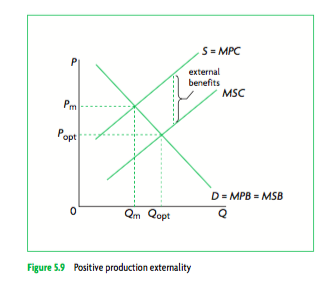 P
S = MPC
external
benefits
MSC
Pm
Popt
D = MPB = MSB
0
Qm Qopt
Q
Figure 5.9 Positive production externality